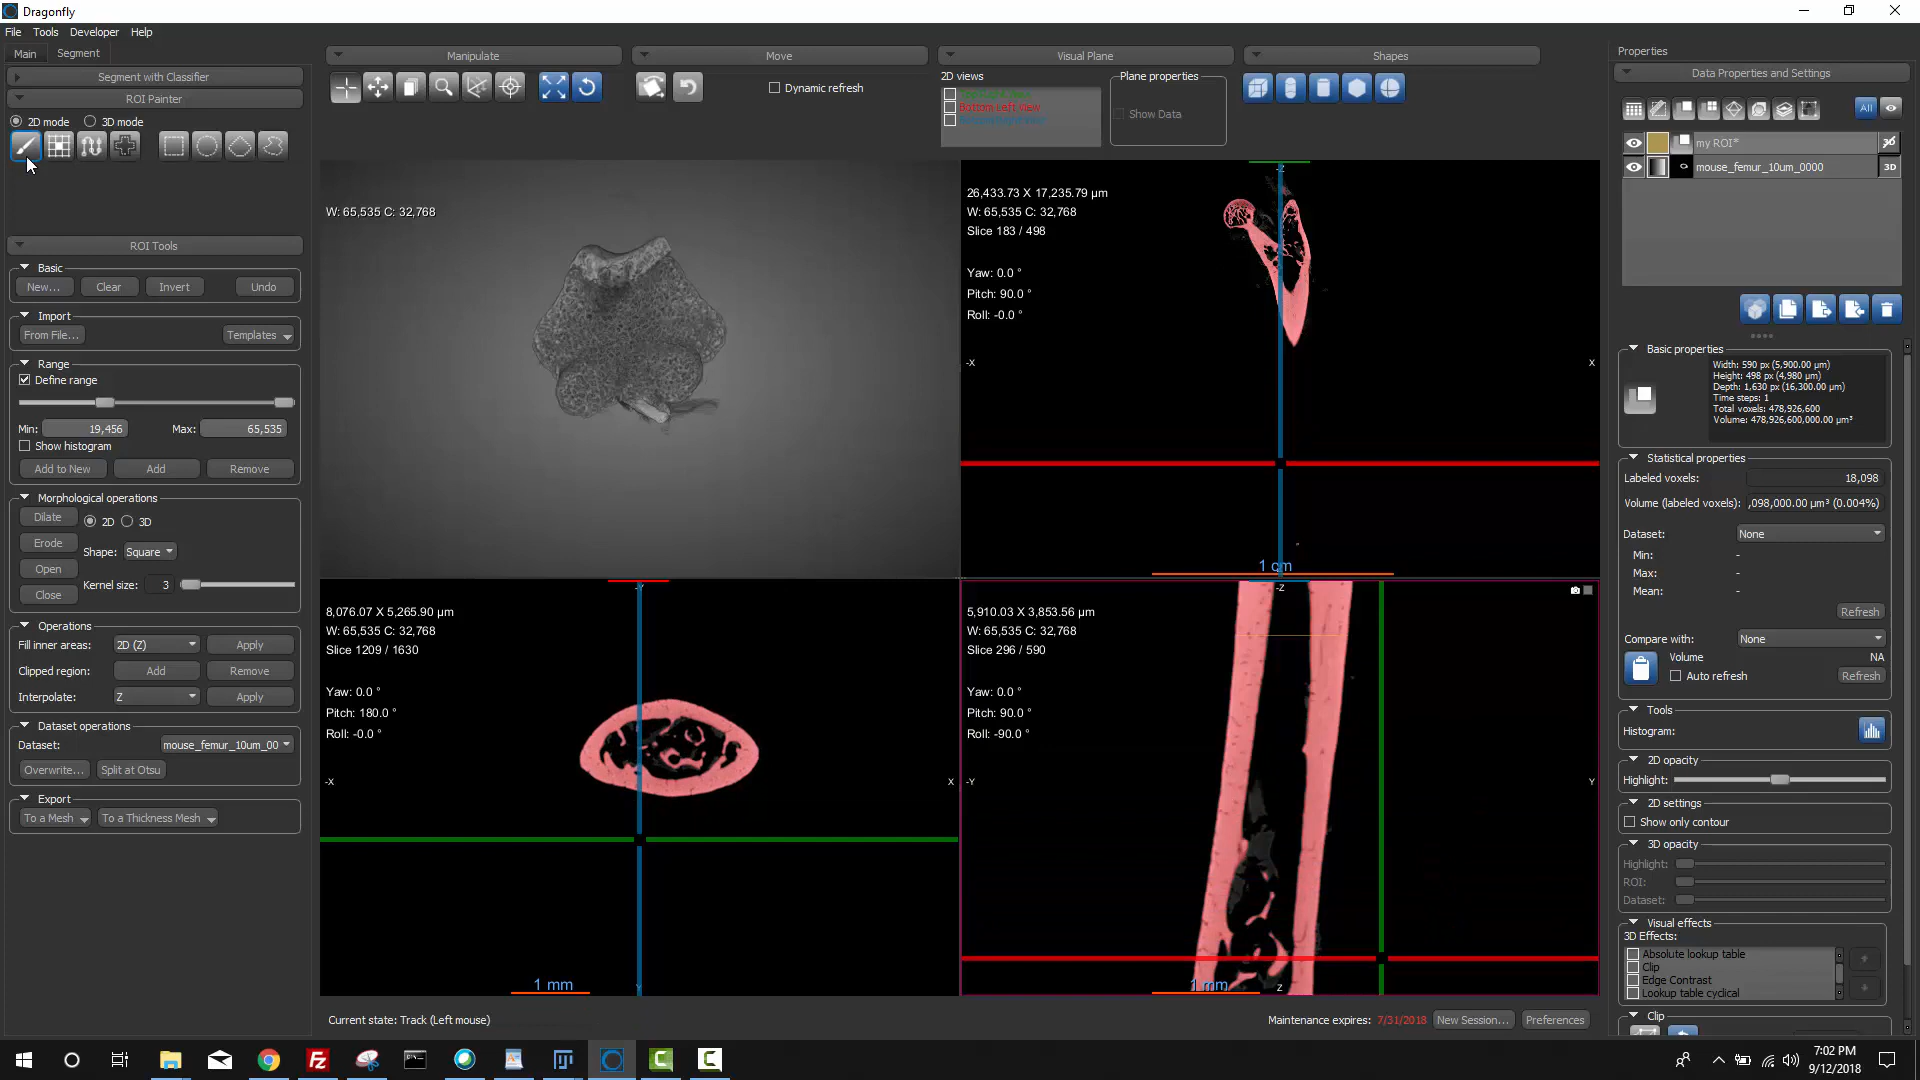 Dragonfly
File Tools Developer Help
Main Segment
Segment with Classifier
ROI Painter
2D mode 3D mode
ROI Tools
Basic
New... Clear Invert Undo
Import
From File... Templates
Range
Define range
Min: 19,456 Max: 65,535
Show histogram
Add to New Add Remove
Morphological operations
Dilate 2D 3D
Erode Shape: Square
Open
Kernel size: 3
Close
Operations
Fill inner areas: 2D (Z) Apply
Clipped region: Add Remove
Interpolate: Z Apply
Dataset operations
Dataset: mouse_femur_10um_00
Overwrite... Split at Otsu
Export
To a Mesh To a Thickness Mesh
Manipulate Move Visual Plane Shapes
Dynamic refresh
2D views
Bottom Left View
Plane properties
Show Data
W: 65,535 C: 32,768
26,433.73 X 17,235.79 µm
W: 65,535 C: 32,768
Slice 183 / 498
Yaw: 0.0 °
Pitch: 90.0 °
Roll: -0.0 °
-Z
-X X
1 cm
8,076.07 X 5,265.90 µm
W: 65,535 C: 32,768
Slice 1209 / 1630
Yaw: 0.0 °
Pitch: 180.0 °
Roll: -0.0 °
-Y
-X X
1 mm
Y
5,910.03 X 3,853.56 µm
W: 65,535 C: 32,768
Slice 296 / 590
Yaw: 0.0 °
Pitch: 90.0 °
Roll: -90.0 °
-Z
-Y Y
1 mm
Z
Current state: Track (Left mouse)
Maintenance expires: 7/31/2018 New Session... Preferences
Properties
Data Properties and Settings
All
my ROI*
mouse_femur_10um_0000 3D
Basic properties
Width: 590 px (5,900.00 µm)
Height: 498 px (4,980 µm)
Depth: 1,630 px (16,300.00 µm)
Time steps: 1
Total voxels: 478,926,600
Volume: 478,926,600,000.00 µm³
Statistical properties
Labeled voxels: 18,098
Volume (labeled voxels): ,098,000.00 µm³ (0.004%)
Dataset: None
Min: -
Max: -
Mean: -
Refresh
Compare with: None
Volume NA
Auto refresh Refresh
Tools
Histogram:
2D opacity
Highlight:
2D settings
Show only contour
3D opacity
Highlight:
ROI:
Dataset:
Visual effects
3D Effects:
Absolute lookup table
Clip
Edge Contrast
Lookup table cyclical
Clip
7:02 PM
9/12/2018